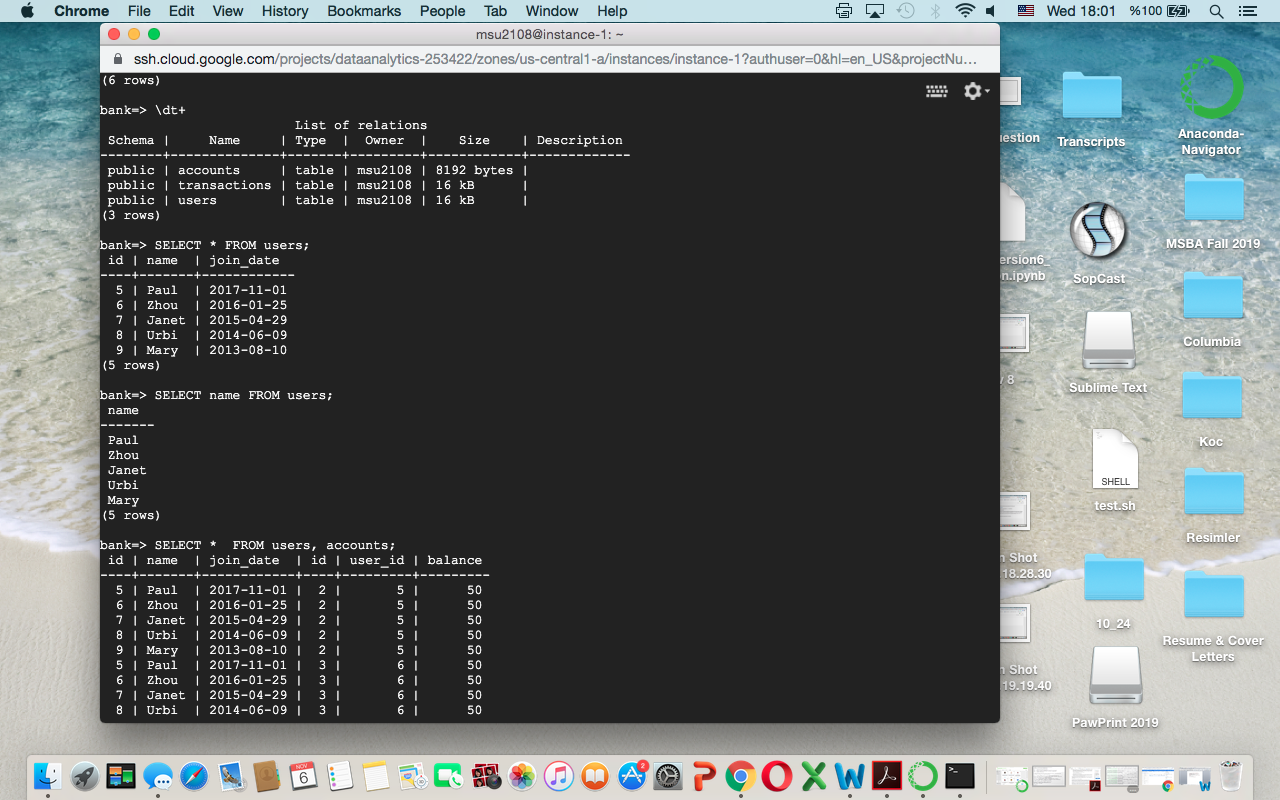 Chrome File Edit View History Bookmarks People Tab Window Help Wed 18:01 %100
msu2108@instance-1: ~
ssh.cloud.google.com/projects/dataanalytics-253422/zones/us-central1-a/instances/instance-1?authuser=0&hl=en_US&projectNu…
(6 rows)
bank=> \dt+
List of relations
Schema | Name | Type | Owner | Size | Description
--------+--------------+-------+---------+------------+-------------
public | accounts | table | msu2108 | 8192 bytes |
public | transactions | table | msu2108 | 16 kB |
public | users | table | msu2108 | 16 kB |
(3 rows)
bank=> SELECT * FROM users;
id | name | join_date
----+-------+------------
5 | Paul | 2017-11-01
6 | Zhou | 2016-01-25
7 | Janet | 2015-04-29
8 | Urbi | 2014-06-09
9 | Mary | 2013-08-10
(5 rows)
bank=> SELECT name FROM users;
name
-------
Paul
Zhou
Janet
Urbi
Mary
(5 rows)
bank=> SELECT *  FROM users, accounts;
id | name | join_date | id | user_id | balance
----+-------+------------+----+---------+---------
5 | Paul | 2017-11-01 | 2 | 5 | 50
6 | Zhou | 2016-01-25 | 2 | 5 | 50
7 | Janet | 2015-04-29 | 2 | 5 | 50
8 | Urbi | 2014-06-09 | 2 | 5 | 50
9 | Mary | 2013-08-10 | 2 | 5 | 50
5 | Paul | 2017-11-01 | 3 | 6 | 50
6 | Zhou | 2016-01-25 | 3 | 6 | 50
7 | Janet | 2015-04-29 | 3 | 6 | 50
8 | Urbi | 2014-06-09 | 3 | 6 | 50
estion
ersion6_
n.ipynb
v 8
n Shot
18.28.30
n Shot
19.19.40
Transcripts
SopCast
Sublime Text
SHELL
test.sh
10_24
PawPrint 2019
Anaconda-
Navigator
MSBA Fall 2019
Columbia
Koc
Resimler
Resume & Cover
Letters
NOV
6
2